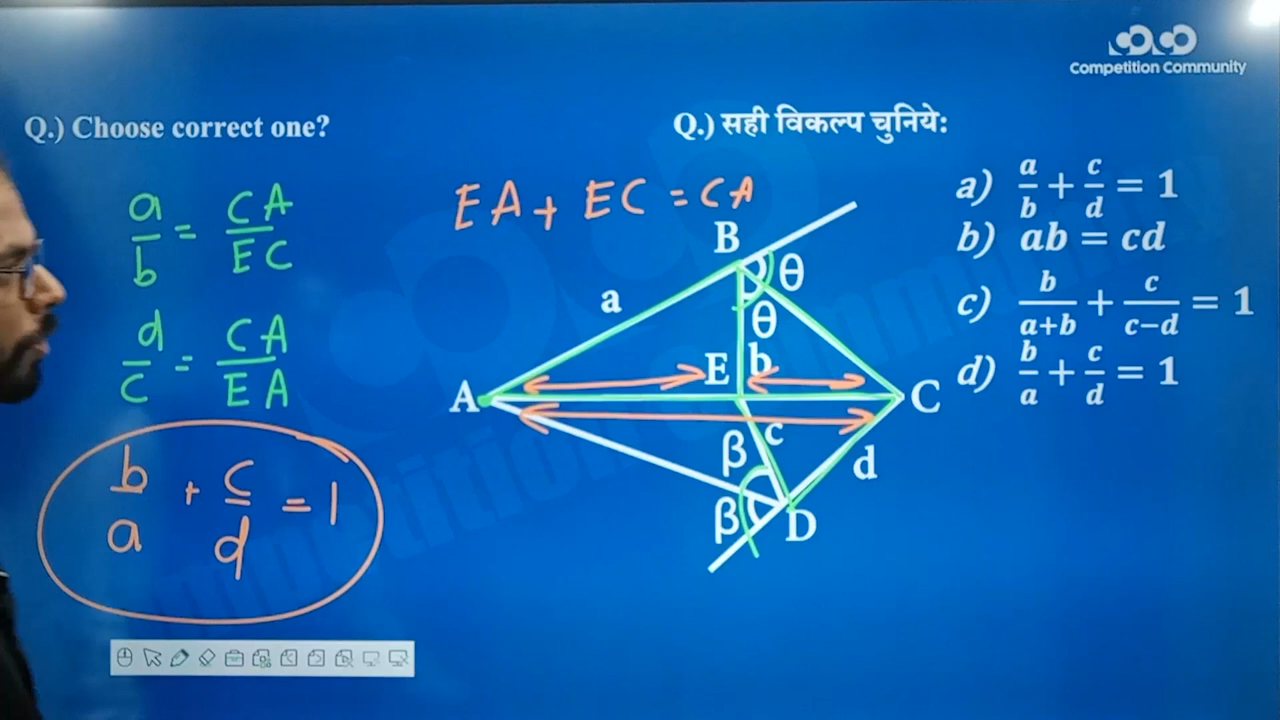 Competition Community
Q.) Choose correct one?
Q.) सही विकल्प चुनिये:
a/b = CA/EC
d/c = CA/EA
b/a + c/d = 1
EA + EC = CA
B
θ
a
θ
E b
A
C
c
β
d
β
D
a) a/b + c/d = 1
b) ab = cd
c) b/(a+b) + c/(c−d) = 1
d) b/a + c/d = 1